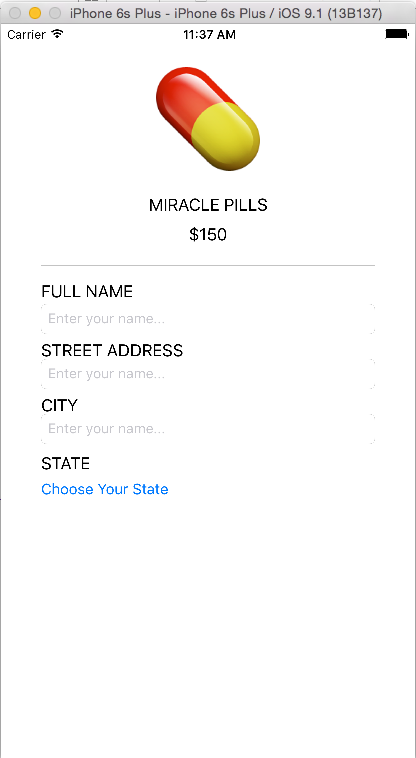 iPhone 6s Plus - iPhone 6s Plus / iOS 9.1 (13B137)
Carrier 11:37 AM
MIRACLE PILLS
$150
FULL NAME
Enter your name...
STREET ADDRESS
Enter your name...
CITY
Enter your name...
STATE
Choose Your State